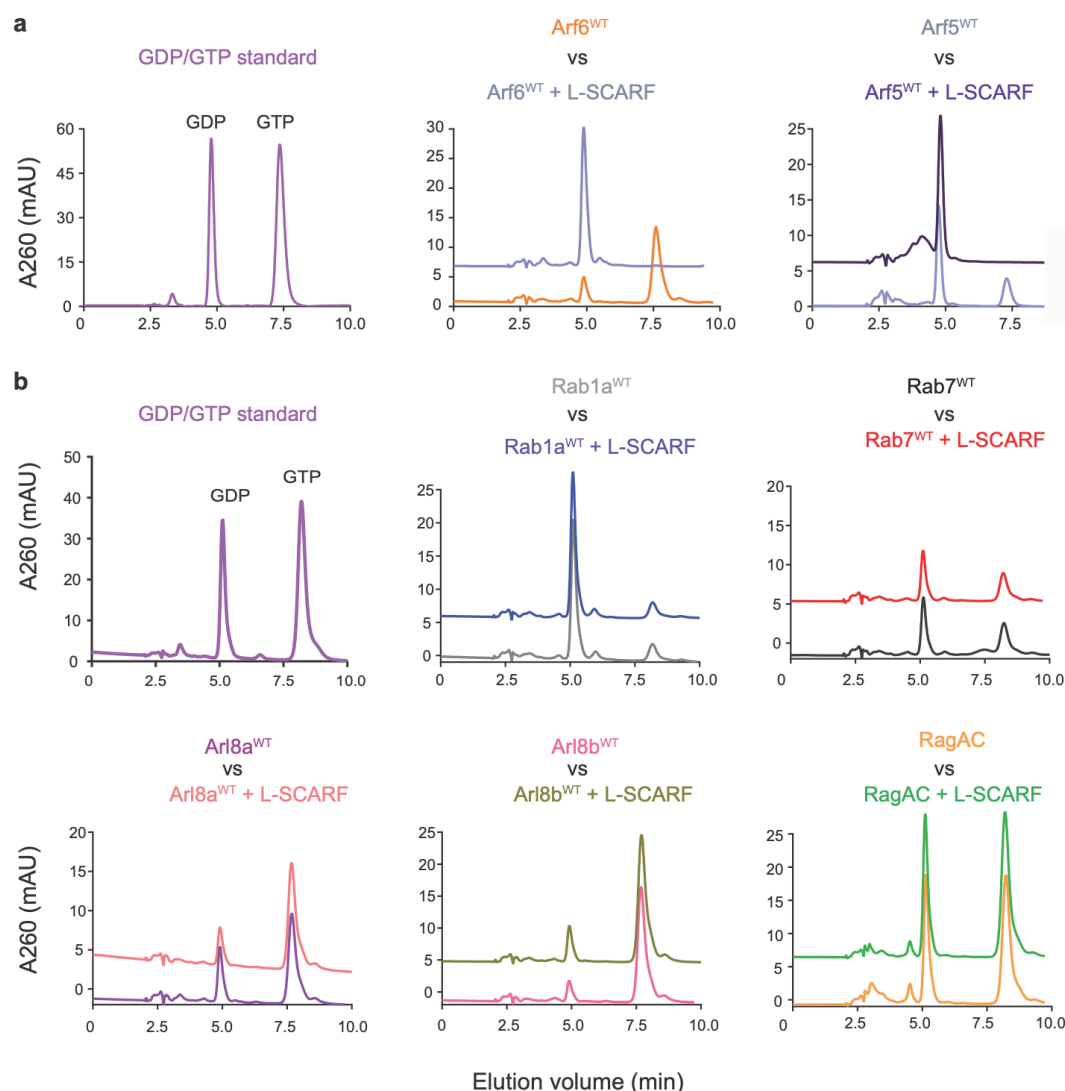 a
GDP/GTP standard
GDP GTP
A260 (mAU)
60
45
30
15
0
2.5 5.0 7.5 10.0
Arf6WT
vs
Arf6WT + L-SCARF
30
25
20
15
10
5
0
0 2.5 5.0 7.5 10.0
Arf5WT
vs
Arf5WT + L-SCARF
25
20
15
10
5
0
0 2.5 5.0 7.5
b
GDP/GTP standard
GDP GTP
A260 (mAU)
50
40
30
20
10
0
0 2.5 5.0 7.5 10.0
Rab1aWT
vs
Rab1aWT + L-SCARF
25
20
15
10
5
0
0 2.5 5.0 7.5 10.0
Rab7WT
vs
Rab7WT + L-SCARF
20
15
10
5
0
0 2.5 5.0 7.5 10.0
Arl8aWT
vs
Arl8aWT + L-SCARF
A260 (mAU)
20
15
10
5
0
0 2.5 5.0 7.5 10.0
Arl8bWT
vs
Arl8bWT + L-SCARF
25
20
15
10
5
0
0 2.5 5.0 7.5 10.0
RagAC
vs
RagAC + L-SCARF
25
20
15
10
5
0
0 2.5 5.0 7.5 10.0
Elution volume (min)